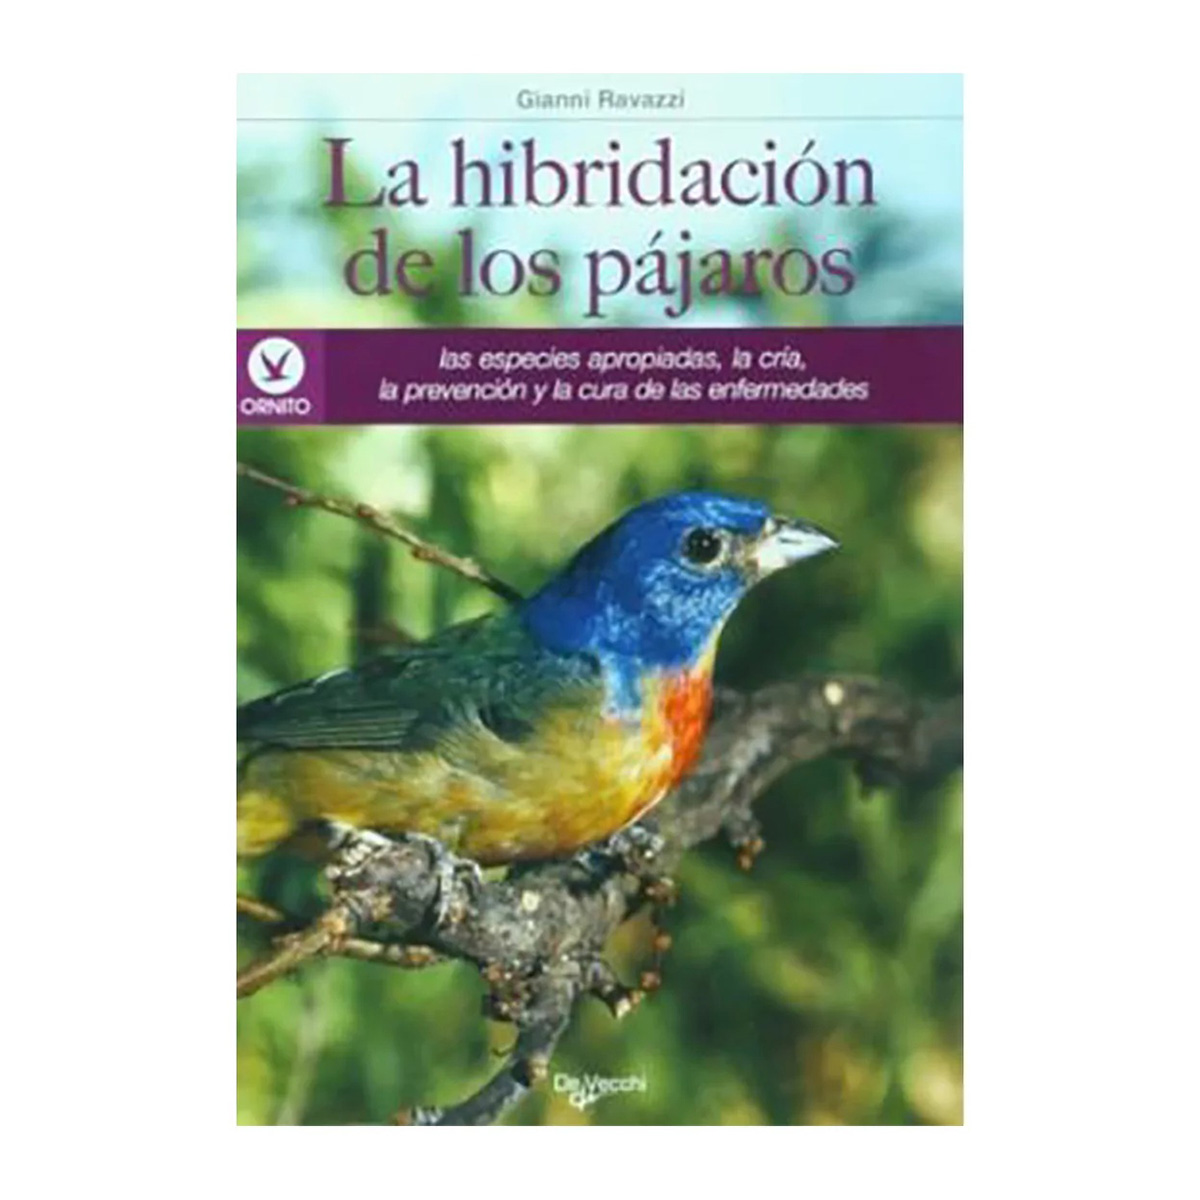 Gianni Ravazzi
La hibridación
de los pájaros
las especies apropiadas, la cría,
la prevención y la cura de las enfermedades
ORNITO
De Vecchi